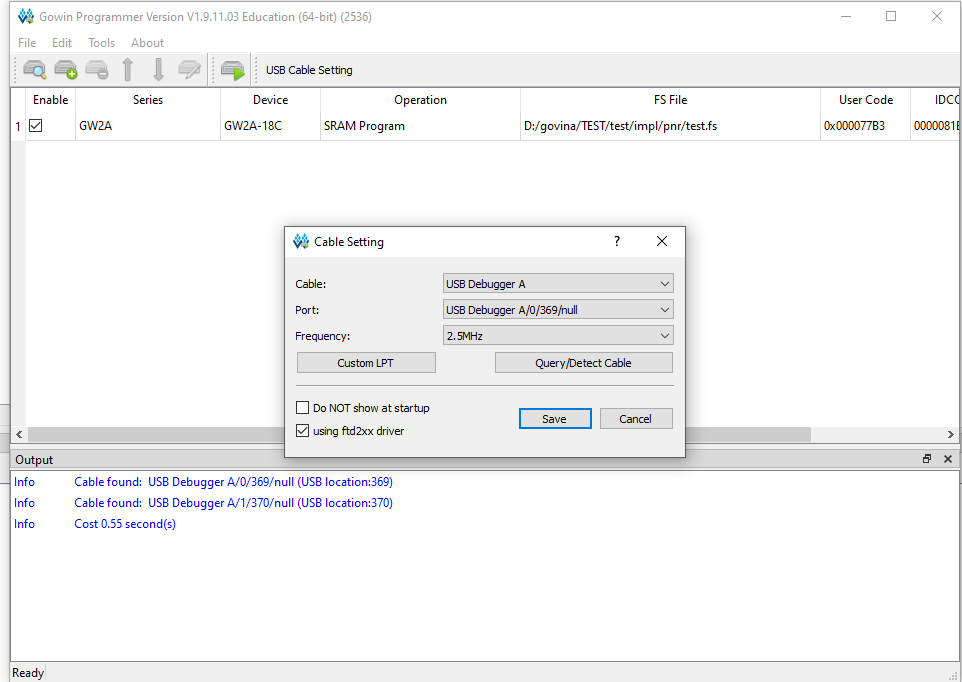 Gowin Programmer Version V1.9.11.03 Education (64-bit) (2536)
File Edit Tools About
USB Cable Setting
Enable Series Device Operation FS File User Code IDCO
1 GW2A GW2A-18C SRAM Program D:/govina/TEST/test/impl/pnr/test.fs 0x000077B3 0000081B
Cable Setting ?
Cable: USB Debugger A
Port: USB Debugger A/0/369/null
Frequency: 2.5MHz
Custom LPT Query/Detect Cable
Do NOT show at startup
using ftd2xx driver
Save Cancel
Output
Info Cable found: USB Debugger A/0/369/null (USB location:369)
Info Cable found: USB Debugger A/1/370/null (USB location:370)
Info Cost 0.55 second(s)
Ready